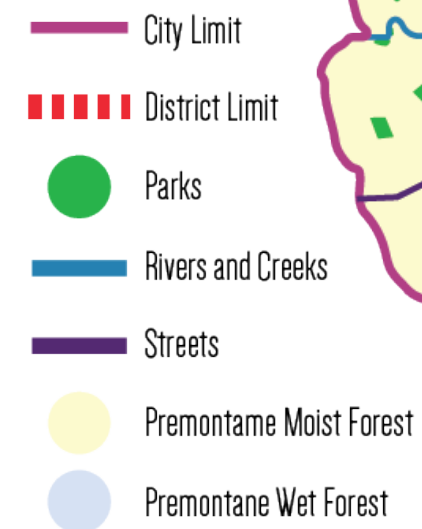 City Limit
District Limit
Parks
Rivers and Creeks
Streets
Premontame Moist Forest
Premontane Wet Forest